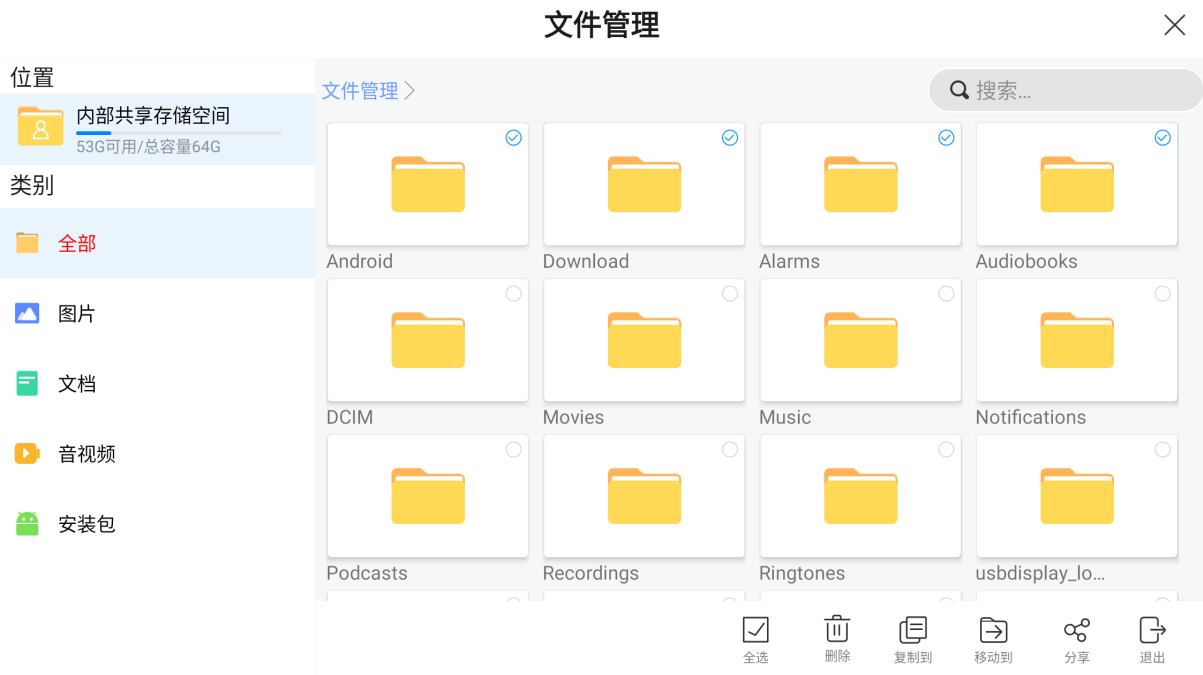 文件管理
位置
内部共享存储空间
53G可用/总容量64G
类别
全部
图片
文档
音视频
安装包
文件管理
搜索...
Android
Download
Alarms
Audiobooks
DCIM
Movies
Music
Notifications
Podcasts
Recordings
Ringtones
usbdisplay_lo...
全选
删除
复制到
移动到
分享
退出